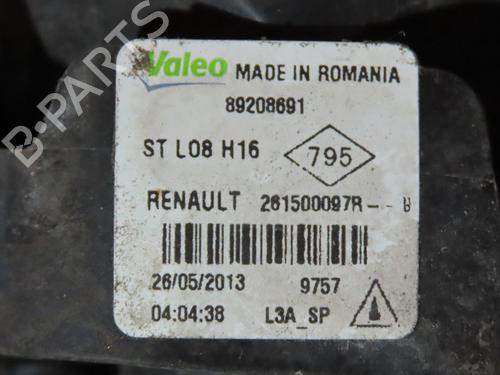 Valeo MADE IN ROMANIA
89208691
ST L08 H16 795
RENAULT 261500097R--B
26/05/2013 9757
04:04:38 L3A_SP
B-PARTS